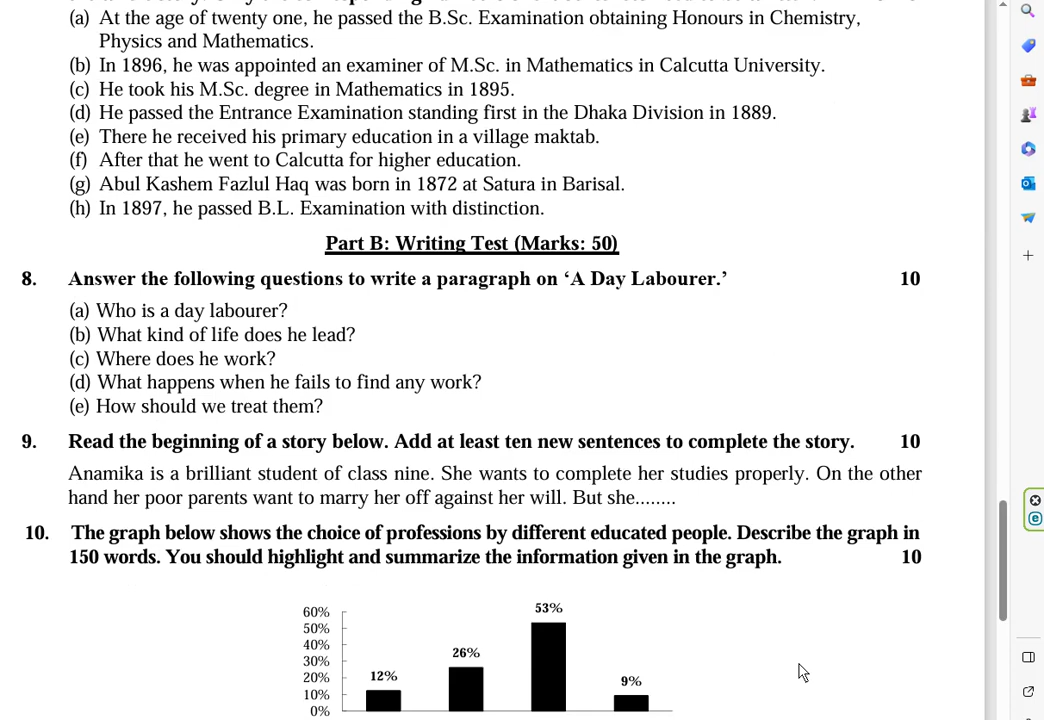 (a) At the age of twenty one, he passed the B.Sc. Examination obtaining Honours in Chemistry,
Physics and Mathematics.
(b) In 1896, he was appointed an examiner of M.Sc. in Mathematics in Calcutta University.
(c) He took his M.Sc. degree in Mathematics in 1895.
(d) He passed the Entrance Examination standing first in the Dhaka Division in 1889.
(e) There he received his primary education in a village maktab.
(f) After that he went to Calcutta for higher education.
(g) Abul Kashem Fazlul Haq was born in 1872 at Satura in Barisal.
(h) In 1897, he passed B.L. Examination with distinction.
Part B: Writing Test (Marks: 50)
8. Answer the following questions to write a paragraph on ‘A Day Labourer.’ 10
(a) Who is a day labourer?
(b) What kind of life does he lead?
(c) Where does he work?
(d) What happens when he fails to find any work?
(e) How should we treat them?
9. Read the beginning of a story below. Add at least ten new sentences to complete the story. 10
Anamika is a brilliant student of class nine. She wants to complete her studies properly. On the other
hand her poor parents want to marry her off against her will. But she........
10. The graph below shows the choice of professions by different educated people. Describe the graph in
150 words. You should highlight and summarize the information given in the graph. 10
60%
50%
40%
30%
20%
10%
0%
12%
26%
53%
9%